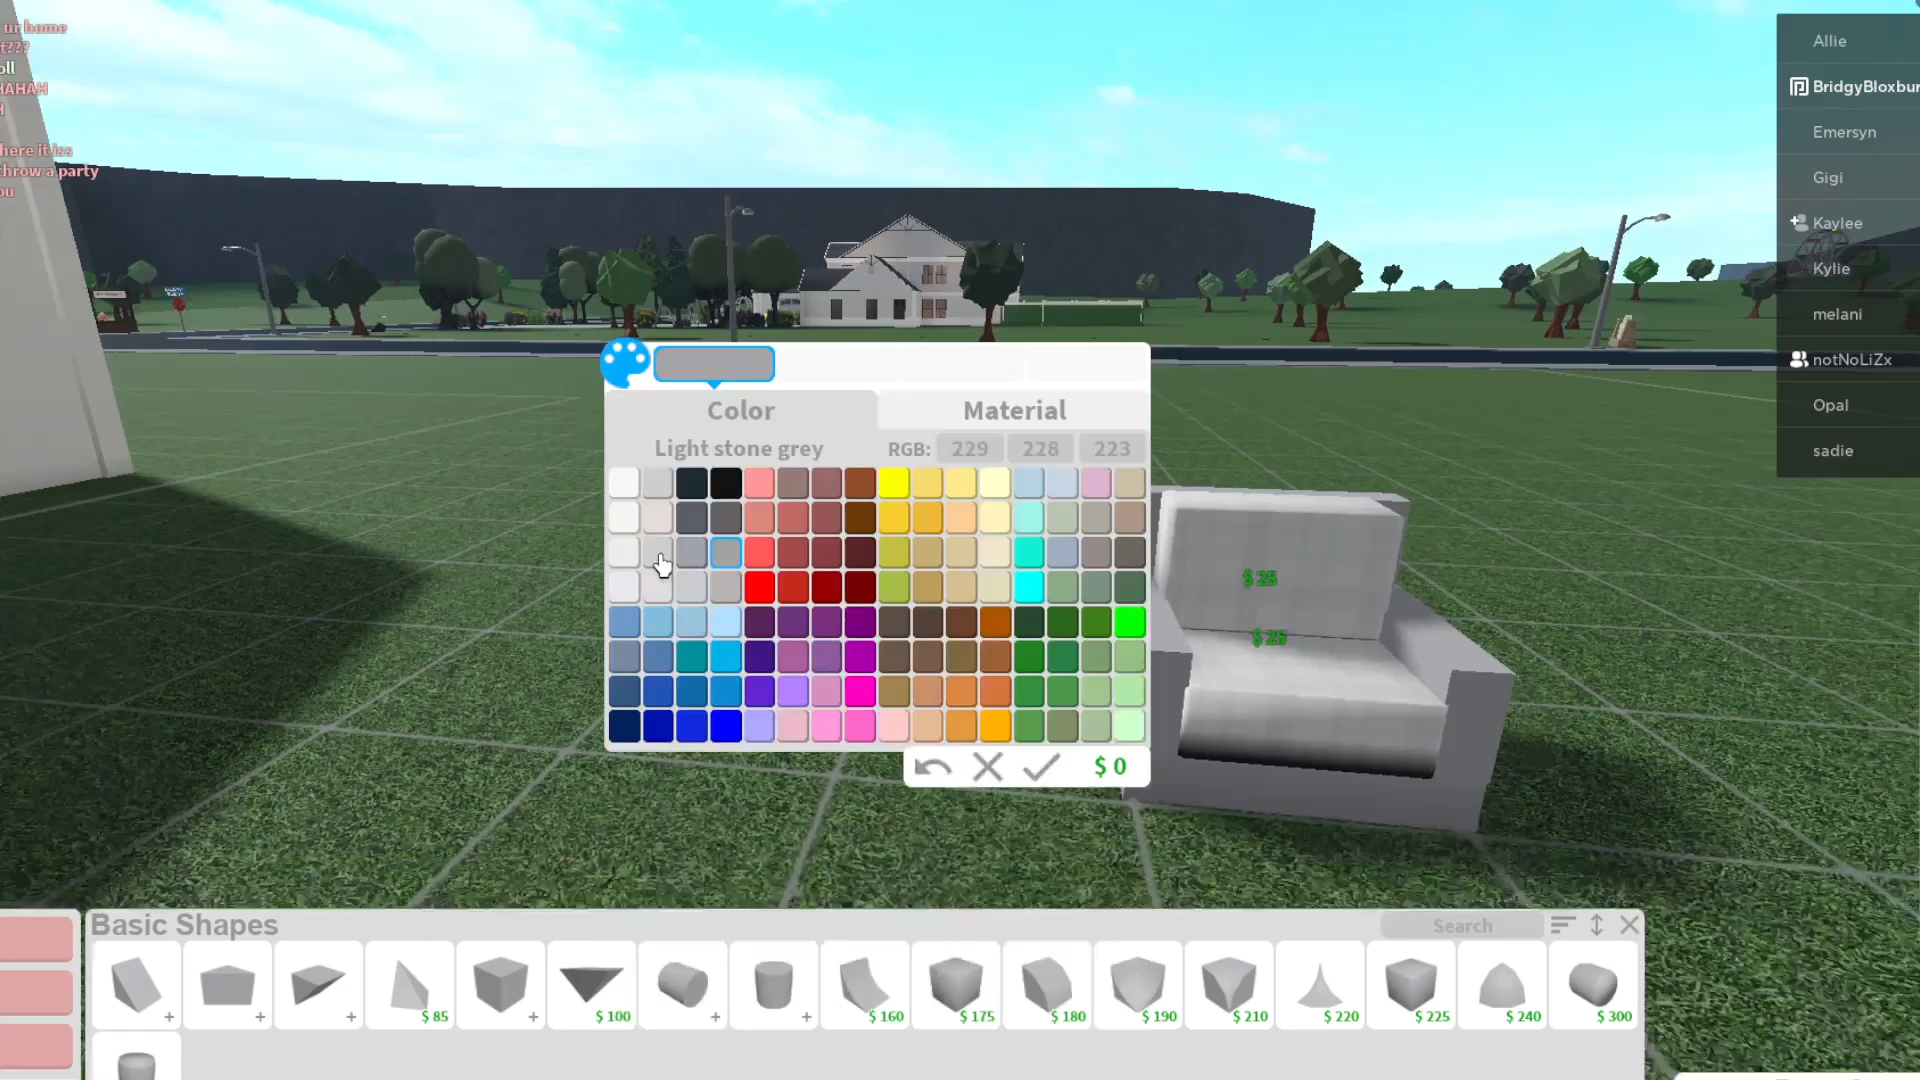 ur home
t???
oll
HAHAH
H
here it iss
throw a party
ou
Allie
BridgyBloxbur
Emersyn
Gigi
Kaylee
Kylie
melani
notNoLiZx
Opal
sadie
Color
Material
Light stone grey
RGB: 229 228 223
$ 25
$ 25
$ 0
Basic Shapes
Search
$ 85
$ 100
$ 160
$ 175
$ 180
$ 190
$ 210
$ 220
$ 225
$ 240
$ 300